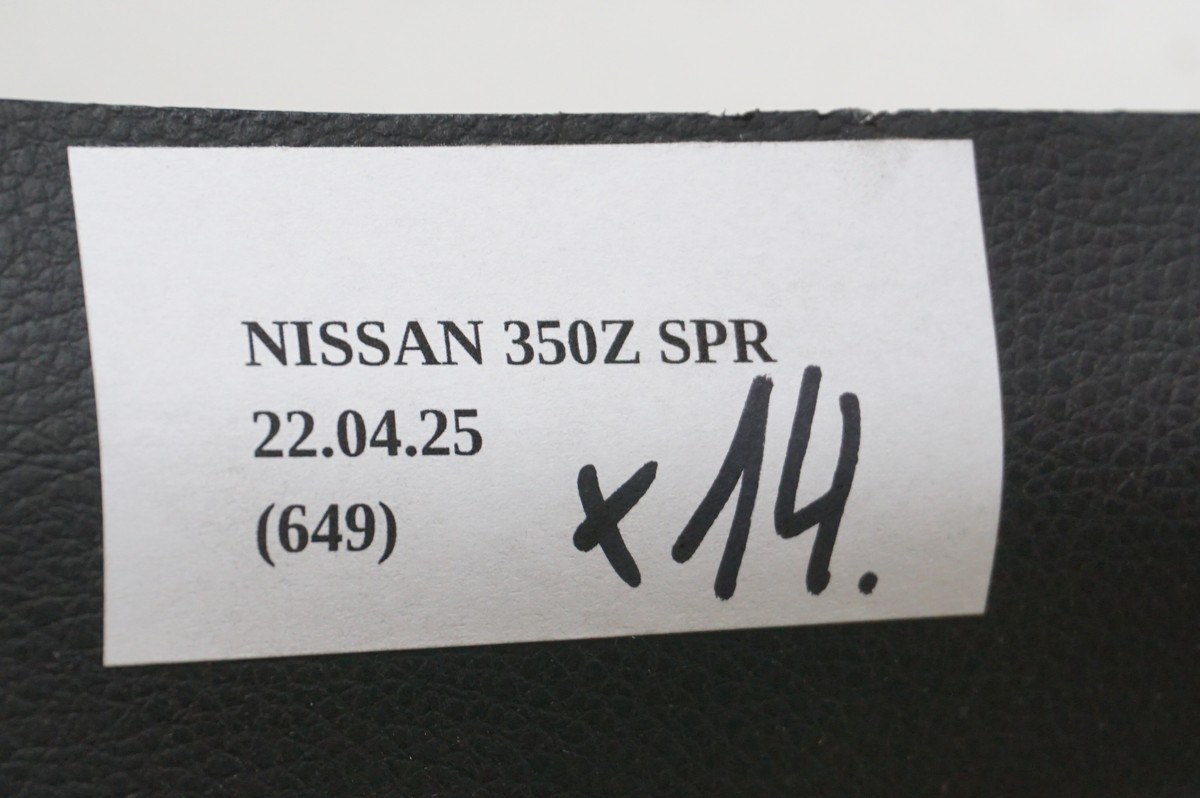 NISSAN 350Z SPR
22.04.25
(649)
x14.